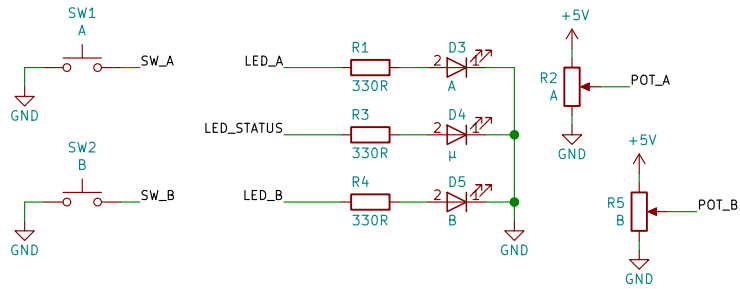 SW1
A
SW_A
GND
SW2
B
SW_B
GND
LED_A
R1
330R
D3
2
1
A
LED_STATUS
R3
330R
D4
2
1
µ
LED_B
R4
330R
D5
2
1
B
GND
+5V
R2
A
POT_A
GND
+5V
R5
B
POT_B
GND